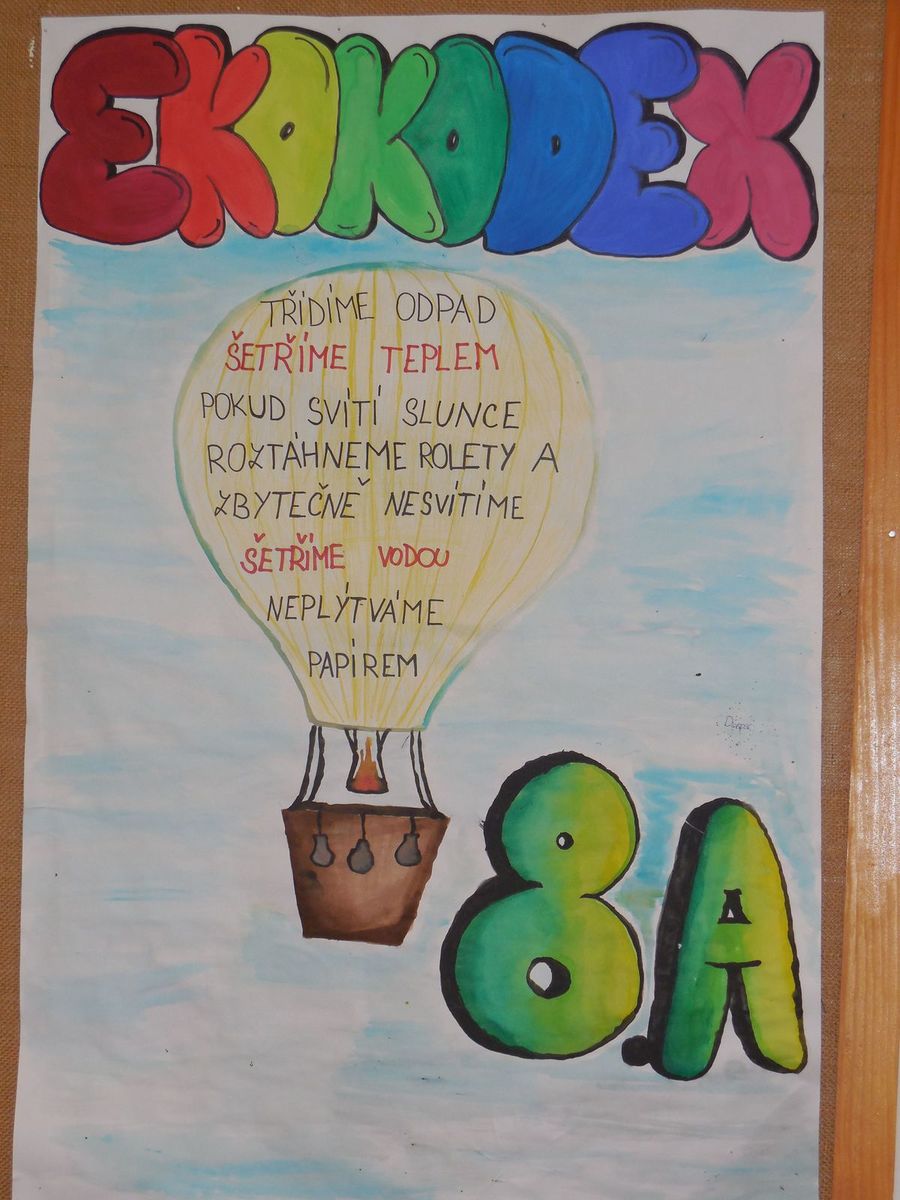 EKOKODEX
TŘÍDÍME ODPAD
ŠETŘÍME TEPLEM
POKUD SVÍTÍ SLUNCE
ROZTÁHNEME ROLETY A
ZBYTEČNĚ NESVÍTÍME
ŠETŘÍME VODOU
NEPLÝTVÁME
PAPÍREM
8.A